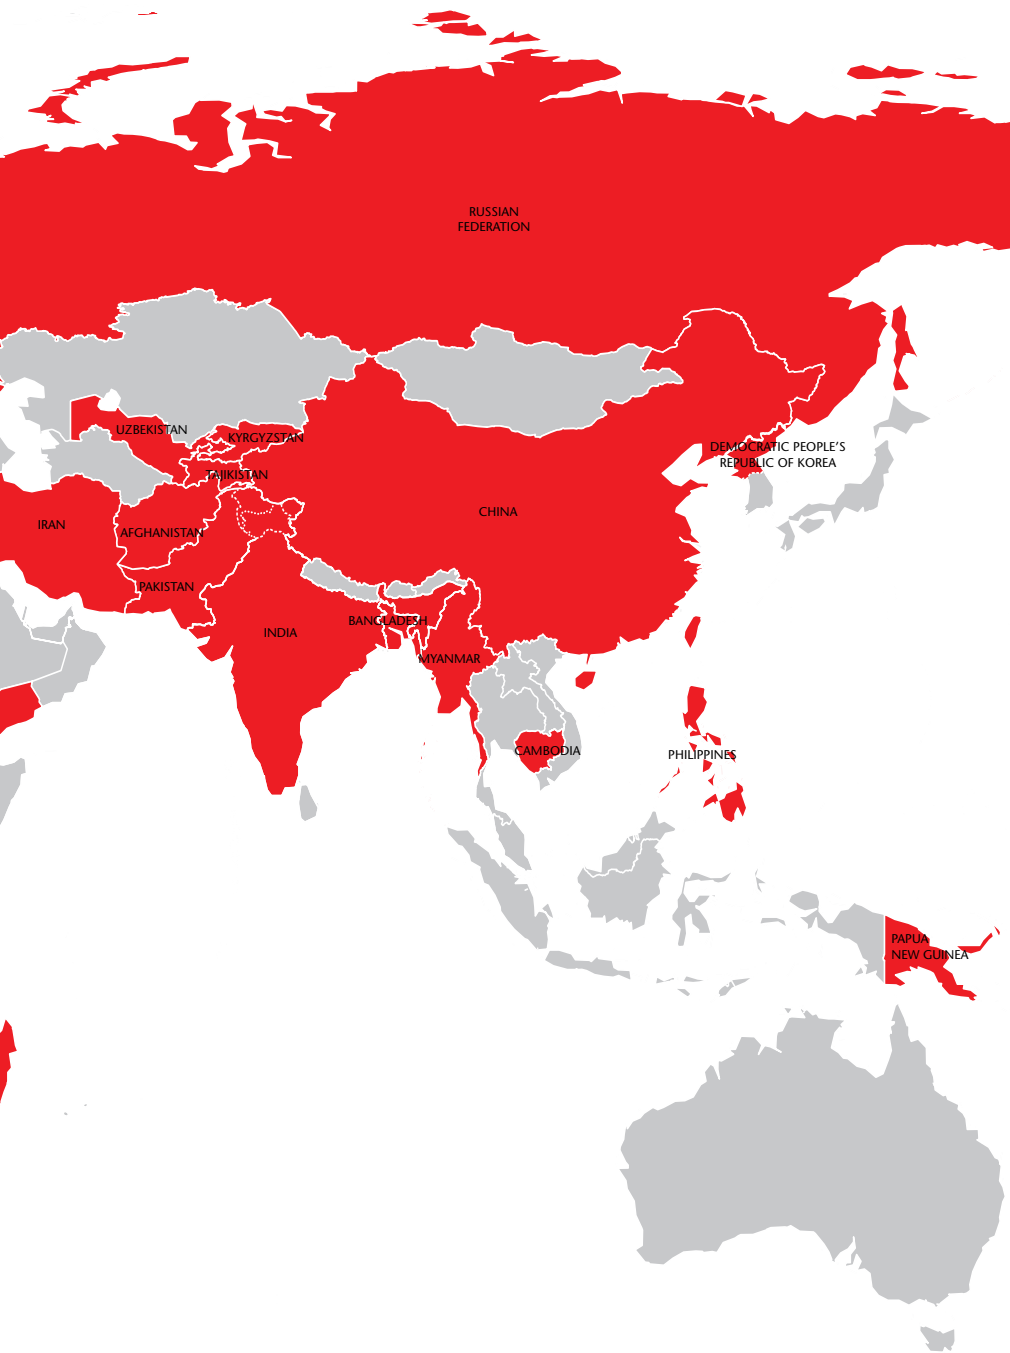 RUSSIAN
FEDERATION
UZBEKISTAN
KYRGYZSTAN
DEMOCRATIC PEOPLE'S
REPUBLIC OF KOREA
TAJIKISTAN
CHINA
IRAN
AFGHANISTAN
PAKISTAN
BANGLADESH
INDIA
MYANMAR
CAMBODIA
PHILIPPINES
PAPUA
NEW GUINEA